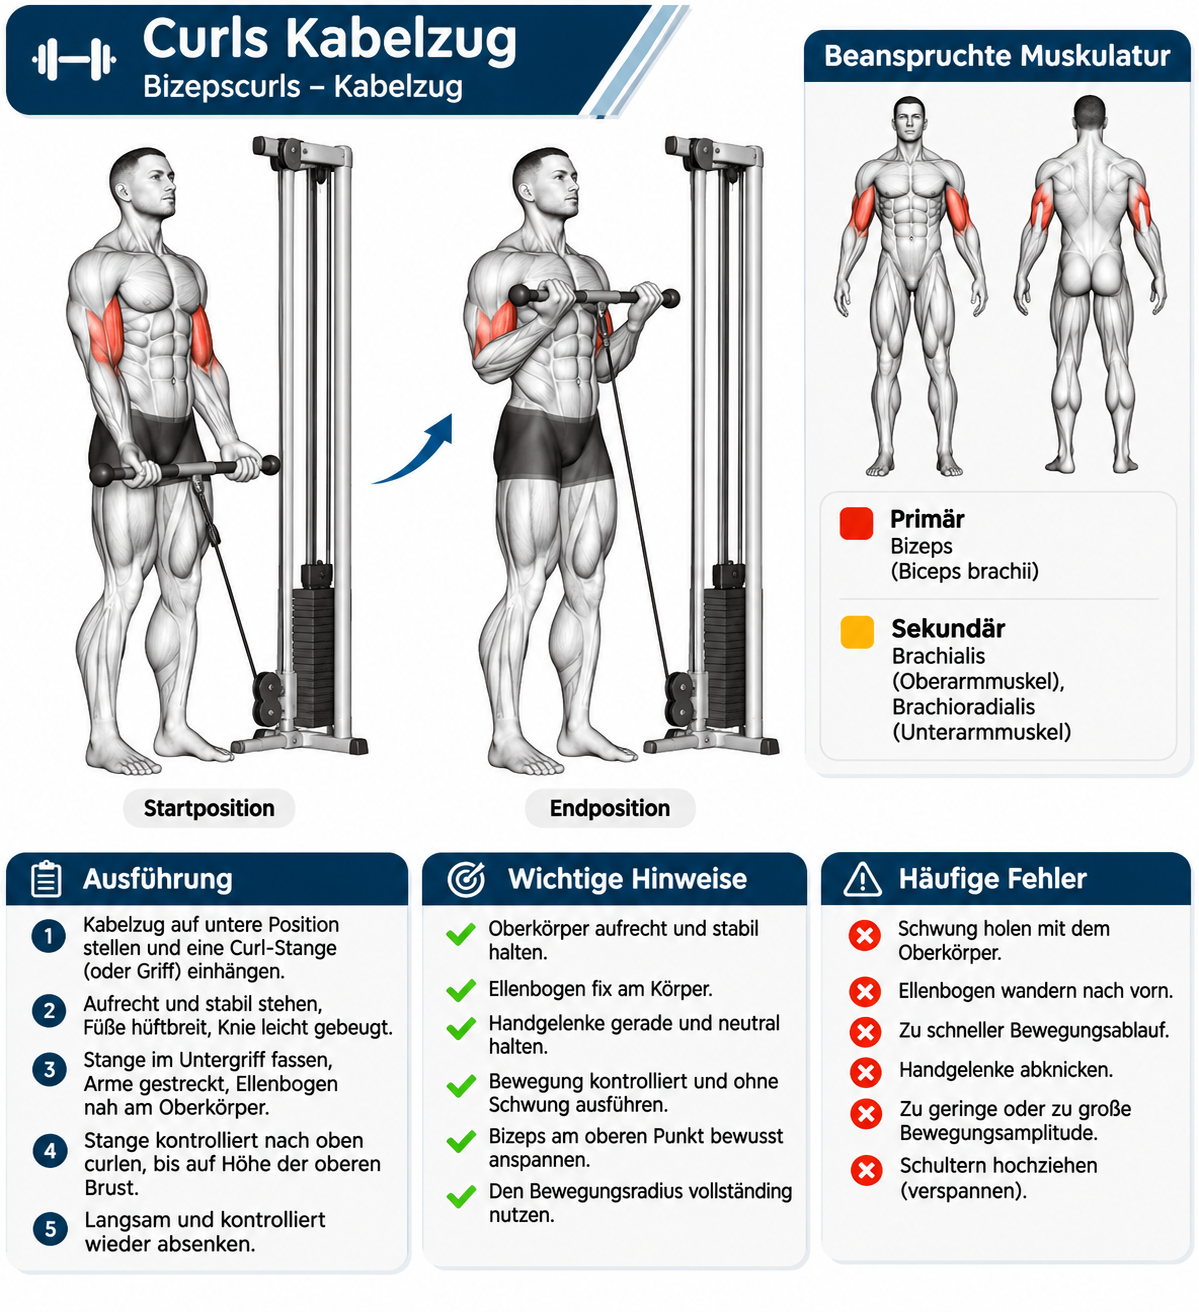 Curls Kabelzug
Bizepscurls – Kabelzug
Beanspruchte Muskulatur
Primär
Bizeps
(Biceps brachii)
Sekundär
Brachialis
(Oberarmmuskel),
Brachioradialis
(Unterarmmuskel)
Startposition
Endposition
Ausführung
1
Kabelzug auf untere Position
stellen und eine Curl-Stange
(oder Griff) einhängen.
2
Aufrecht und stabil stehen,
Füße hüftbreit, Knie leicht gebeugt.
3
Stange im Untergriff fassen,
Arme gestreckt, Ellenbogen
nah am Oberkörper.
4
Stange kontrolliert nach oben
curlen, bis auf Höhe der oberen
Brust.
5
Langsam und kontrolliert
wieder absenken.
Wichtige Hinweise
Oberkörper aufrecht und stabil
halten.
Ellenbogen fix am Körper.
Handgelenke gerade und neutral
halten.
Bewegung kontrolliert und ohne
Schwung ausführen.
Bizeps am oberen Punkt bewusst
anspannen.
Den Bewegungsradius vollständing
nutzen.
Häufige Fehler
Schwung holen mit dem
Oberkörper.
Ellenbogen wandern nach vorn.
Zu schneller Bewegungsablauf.
Handgelenke abknicken.
Zu geringe oder zu große
Bewegungsamplitude.
Schultern hochziehen
(verspannen).